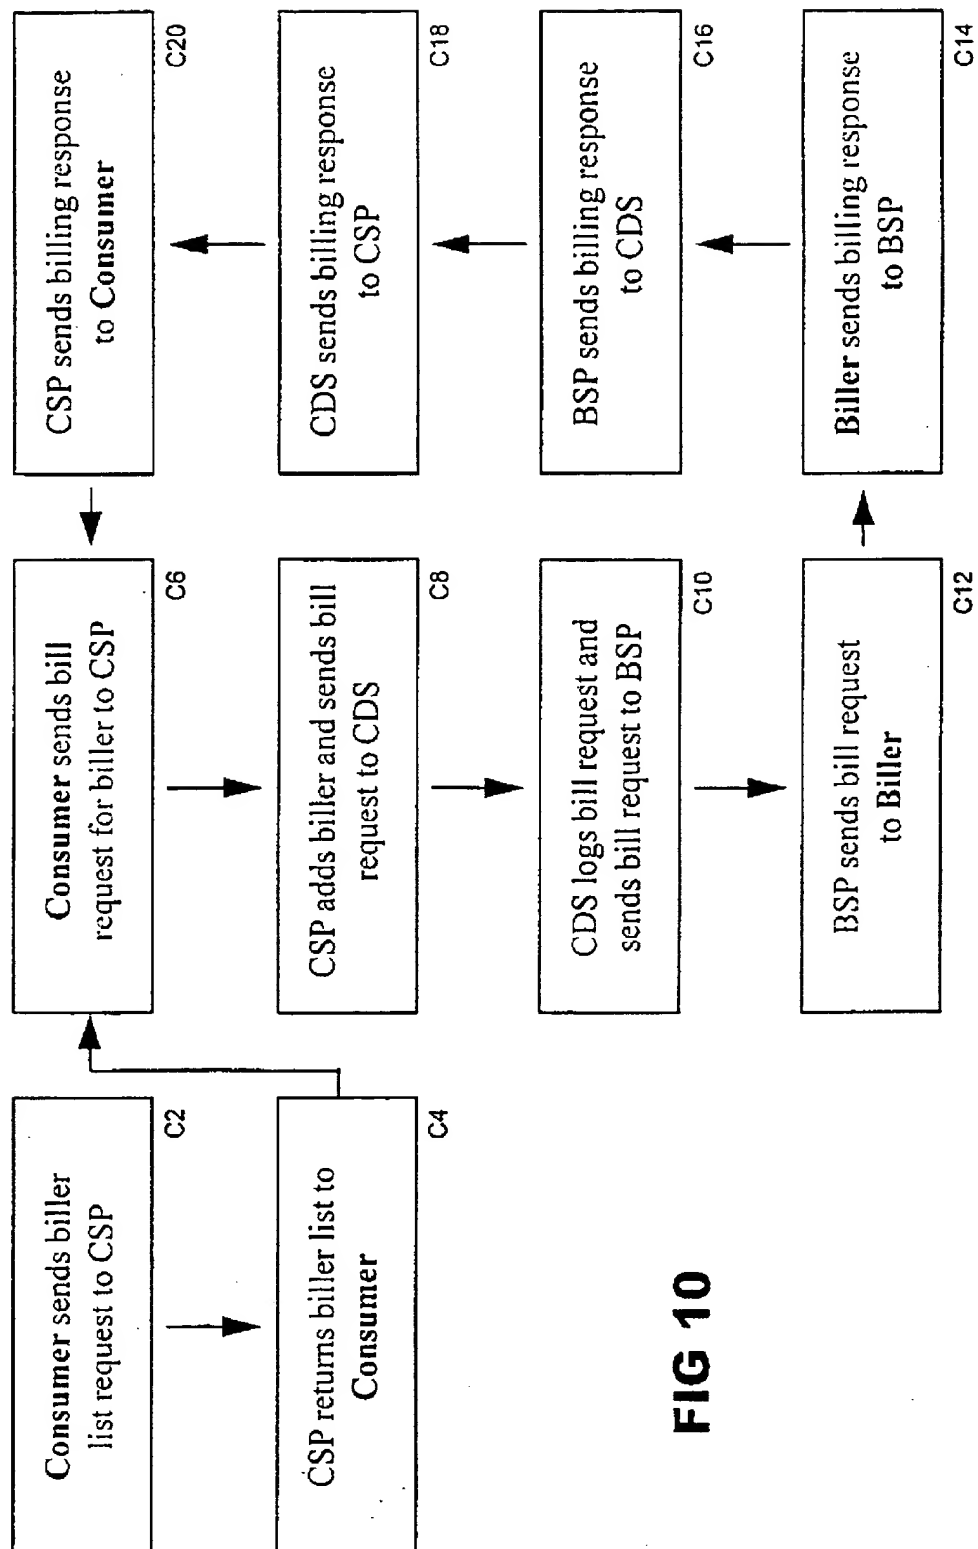 Consumer sends biller
list request to CSP
C2
CSP returns biller list to
Consumer
C4
Consumer sends bill
request for biller to CSP
C6
CSP adds biller and sends bill
request to CDS
C8
CDS logs bill request and
sends bill request to BSP
C10
BSP sends bill request
to Biller
C12
Biller sends billing response
to BSP
C14
BSP sends billing response
to CDS
C16
CDS sends billing response
to CSP
C18
CSP sends billing response
to Consumer
C20
FIG 10